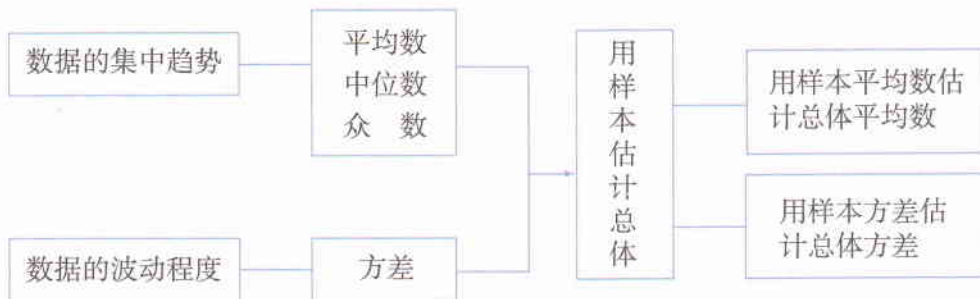 数据的集中趋势
平均数
中位数
众 数
数据的波动程度
方差
用
样
本
估
计
总
体
用样本平均数估
计总体平均数
用样本方差估
计总体方差